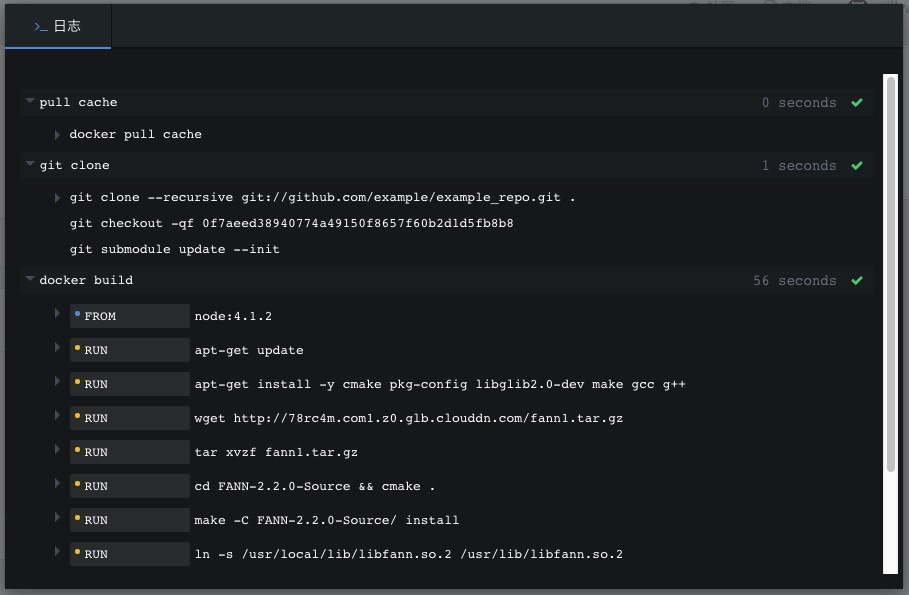 >_ 日志
pull cache 0 seconds
docker pull cache
git clone 1 seconds
git clone --recursive git://github.com/example/example_repo.git .
git checkout -qf 0f7aeed38940774a49150f8657f60b2d1d5fb8b8
git submodule update --init
docker build 56 seconds
FROM node:4.1.2
RUN apt-get update
RUN apt-get install -y cmake pkg-config libglib2.0-dev make gcc g++
RUN wget http://78rc4m.com1.z0.glb.clouddn.com/fann1.tar.gz
RUN tar xvzf fann1.tar.gz
RUN cd FANN-2.2.0-Source && cmake .
RUN make -C FANN-2.2.0-Source/ install
RUN ln -s /usr/local/lib/libfann.so.2 /usr/lib/libfann.so.2